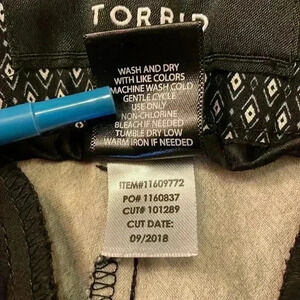 TORRID
WASH AND DRY
WITH LIKE COLORS
MACHINE WASH COLD
GENTLE CYCLE
USE ONLY
NON-CHLORINE
BLEACH IF NEEDED
TUMBLE DRY LOW
WARM IRON IF NEEDED
ITEM#11609772
PO# 1160837
CUT# 101289
CUT DATE:
09/2018